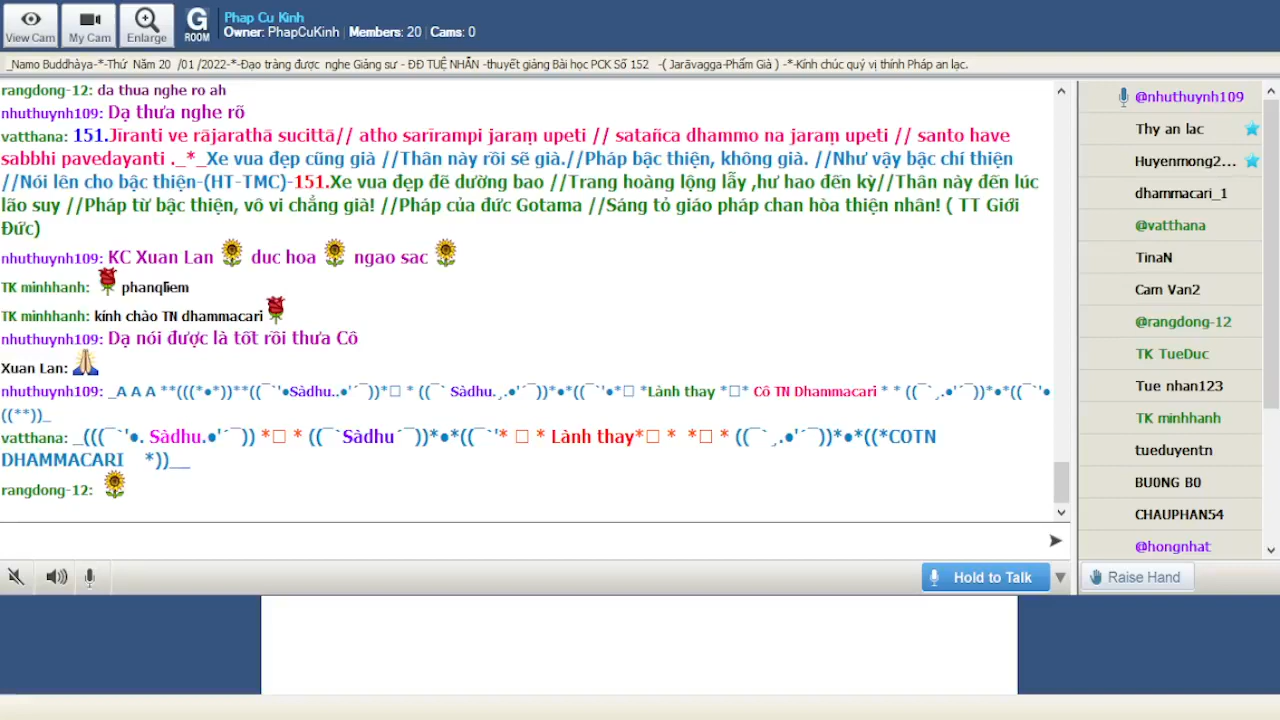 View Cam
My Cam
Enlarge
G
ROOM
Phap Cu Kinh
Owner: PhapCuKinh | Members: 20 | Cams: 0
_Namo Buddhàya-*-Thứ Năm 20 /01 /2022-*-Đạo tràng được nghe Giảng sư - ĐĐ TUỆ NHẪN -thuyết giảng Bài học PCK Số 152 -( Jarāvagga-Phẩm Già ) -*-Kính chúc quý vị thính Pháp an lạc.
rangdong-12: da thua nghe ro ah
nhuthuynh109: Dạ thưa nghe rõ
vatthana: 151.Jīranti ve rājarathā sucittā// atho sarīrampi jaraṃ upeti // satañca dhammo na jaraṃ upeti // santo have
sabbhi pavedayanti ._*_Xe vua đẹp cũng già //Thân này rồi sẽ già.//Pháp bậc thiện, không già. //Như vậy bậc chí thiện
//Nói lên cho bậc thiện-(HT-TMC)-151.Xe vua đẹp đẽ dường bao //Trang hoàng lộng lẫy ,hư hao đến kỳ//Thân này đến lúc
lão suy //Pháp từ bậc thiện, vô vi chẳng già! //Pháp của đức Gotama //Sáng tỏ giáo pháp chan hòa thiện nhân! ( TT Giới
Đức)
nhuthuynh109: KC Xuan Lan duc hoa ngao sac
TK minhhanh: phanqliem
TK minhhanh: kính chào TN dhammacari
nhuthuynh109: Dạ nói được là tốt rồi thưa Cô
Xuan Lan:
nhuthuynh109: _A A A **(((*•*))**((¯`'•Sàdhu..•'´¯))*□ * ((¯` Sàdhu.¸.•'´¯))*•*((¯`'•*□ *Lành thay *□* Cô TN Dhammacari * * ((¯`¸.•'´¯))*•*((¯`'•
((**))_
vatthana: _(((¯`'•. Sàdhu.•'´¯)) *□ * ((¯`Sàdhu´¯))*•*((¯`'* □ * Lành thay*□ * *□ * ((¯`¸.•'´¯))*•*((*COTN
DHAMMACARI *))__
rangdong-12:
Hold to Talk
@nhuthuynh109
Thy an lac
Huyenmong2...
dhammacari_1
@vatthana
TinaN
Cam Van2
@rangdong-12
TK TueDuc
Tue nhan123
TK minhhanh
tueduyentn
BU0NG B0
CHAUPHAN54
@hongnhat
Raise Hand